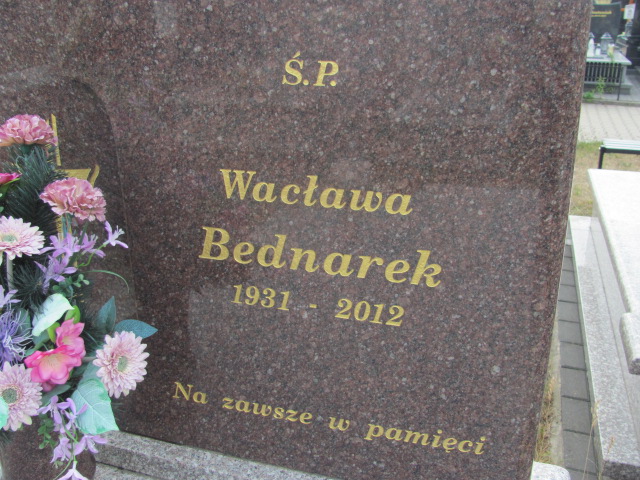 Ś.P.
Wacława
Bednarek
1931 - 2012
Na zawsze w pamięci